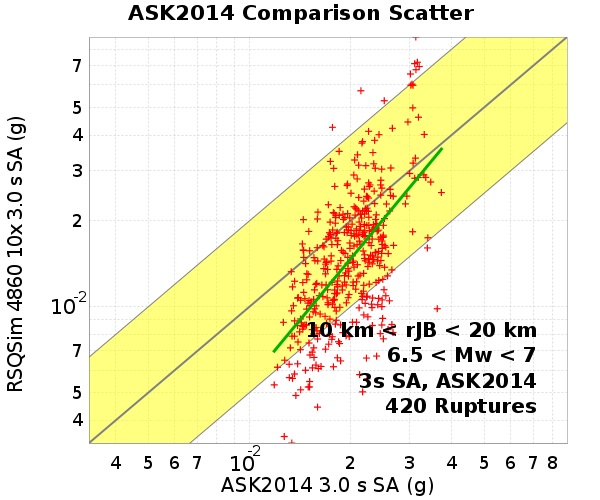 ASK2014 Comparison Scatter
RSQSim 4860 10x 3.0 s SA (g)
7
5
4
3
2
10-2
7
5
4
10 km < rJB < 20 km
6.5 < Mw < 7
3s SA, ASK2014
420 Ruptures
4 5 6 7 10-2 2 3 4 5 6 7 8
ASK2014 3.0 s SA (g)